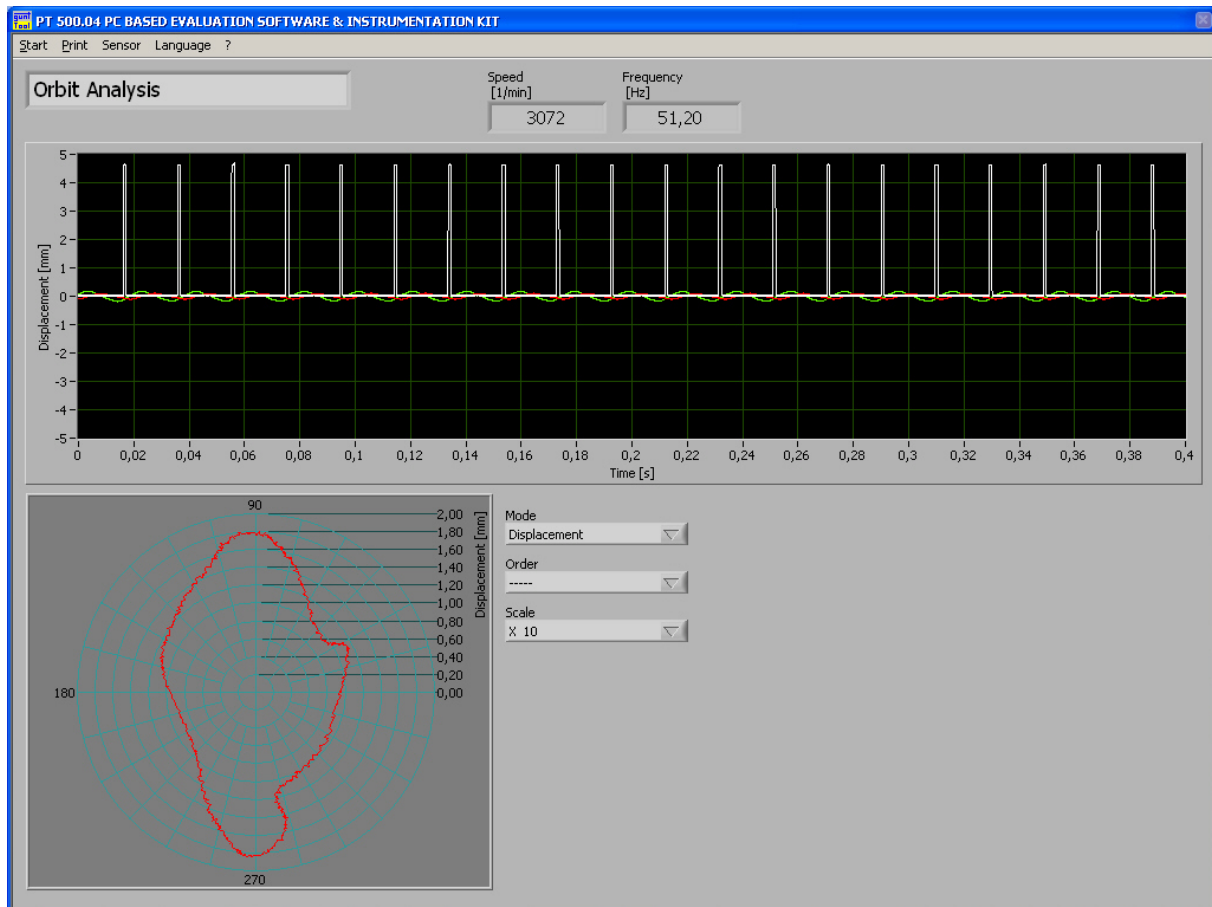 gunt Tool PT 500.04 PC BASED EVALUATION SOFTWARE & INSTRUMENTATION KIT
Start Print Sensor Language ?
Orbit Analysis
Speed
[1/min]
3072
Frequency
[Hz]
51,20
Displacement [mm]
5
4
3
2
1
0
-1
-2
-3
-4
-5
0 0,02 0,04 0,06 0,08 0,1 0,12 0,14 0,16 0,18 0,2 0,22 0,24 0,26 0,28 0,3 0,32 0,34 0,36 0,38 0,4
Time [s]
90
180
270
2,00
1,80
1,60
1,40
1,20
1,00
0,80
0,60
0,40
0,20
0,00
Displacement [mm]
Mode
Displacement
Order
-----
Scale
X 10